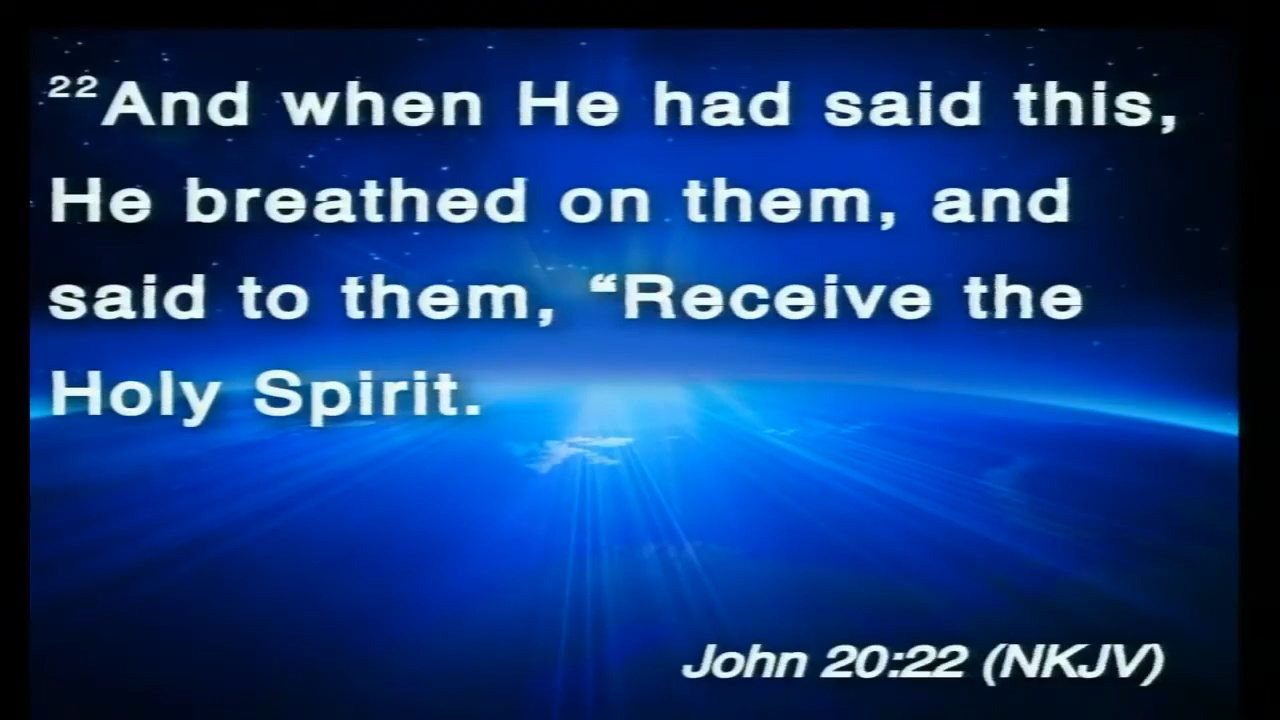 ²²And when He had said this,
He breathed on them, and
said to them, “Receive the
Holy Spirit.
John 20:22 (NKJV)